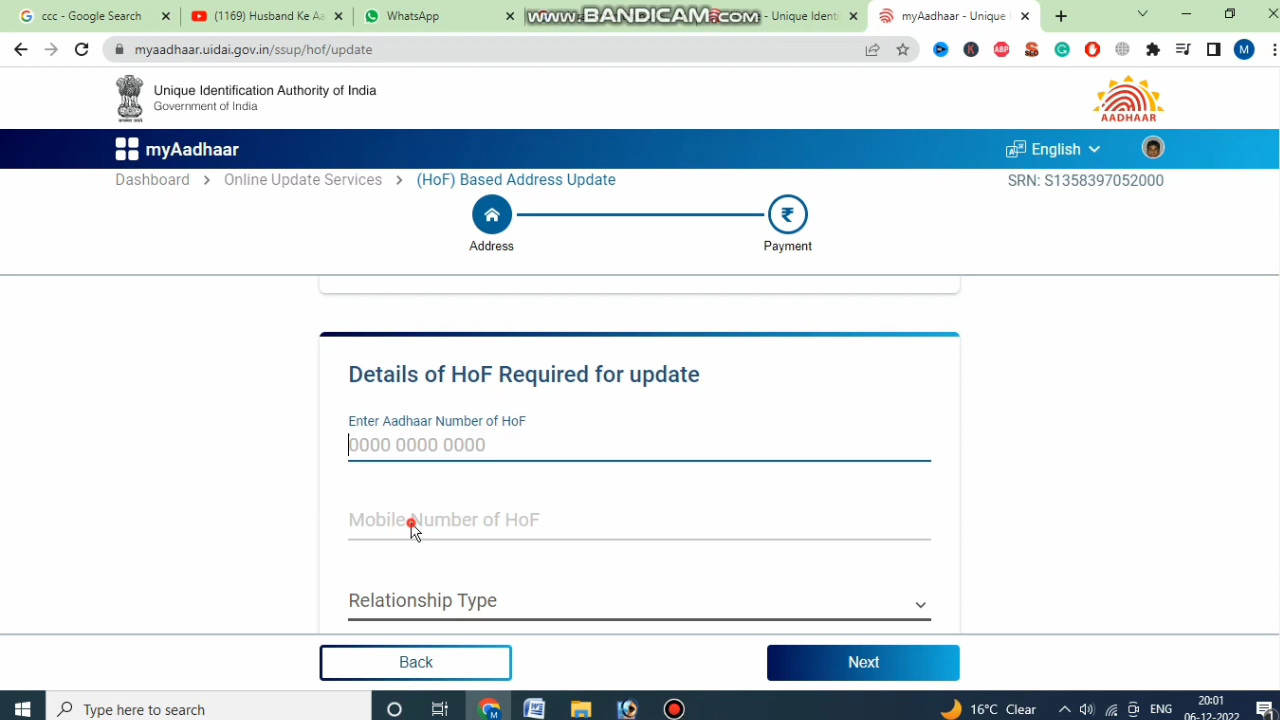 ccc - Google Search
(1169) Husband Ke Aa
WhatsApp
www.BANDICAM.com
- Unique Identi
myAadhaar - Unique
myaadhaar.uidai.gov.in/ssup/hof/update
ABP
M
Unique Identification Authority of India
Government of India
AADHAAR
myAadhaar
English
Dashboard > Online Update Services > (HoF) Based Address Update
SRN: S1358397052000
₹
Address
Payment
Details of HoF Required for update
Enter Aadhaar Number of HoF
0000 0000 0000
Mobile Number of HoF
Relationship Type
Back
Next
Type here to search
16°C Clear
ENG
20:01
06-12-2022